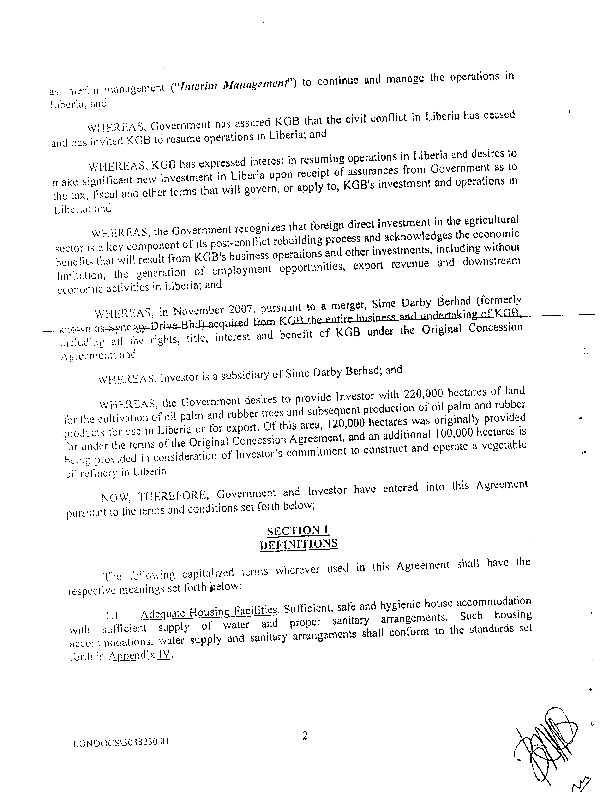 as interim management ("Interim Management") to continue and manage the operations in
Liberia; and
WHEREAS, Government has assured KGB that the civil conflict in Liberia has ceased
and has invited KGB to resume operations in Liberia; and
WHEREAS, KGB has expressed interest in resuming operations in Liberia and desires to
make significant new investment in Liberia upon receipt of assurances from Government as to
the tax, fiscal and other terms that will govern, or apply to, KGB's investment and operations in
Liberia; and
WHEREAS, the Government recognizes that foreign direct investment in the agricultural
sector is a key component of its post-conflict rebuilding process and acknowledges the economic
benefits that will result from KGB's business operations and other investments, including without
limitation, the generation of employment opportunities, export revenue and downstream
economic activities in Liberia; and
WHEREAS, in November 2007, pursuant to a merger, Sime Darby Berhad (formerly
known as Synergy Drive Bhd) acquired from KGB the entire business and undertaking of KGB,
including all the rights, title, interest and benefit of KGB under the Original Concession
Agreement; and
WHEREAS, Investor is a subsidiary of Sime Darby Berhad; and
WHEREAS, the Government desires to provide Investor with 220,000 hectares of land
for the cultivation of oil palm and rubber trees and subsequent production of oil palm and rubber
products for use in Liberia or for export. Of this area, 120,000 hectares was originally provided
for under the terms of the Original Concession Agreement, and an additional 100,000 hectares is
being provided in consideration of Investor's commitment to construct and operate a vegetable
oil refinery in Liberia
NOW, THEREFORE, Government and Investor have entered into this Agreement
pursuant to the terms and conditions set forth below;
SECTION 1
DEFINITIONS
The following capitalized terms wherever used in this Agreement shall have the
respective meanings set forth below:
1.1 Adequate Housing Facilities. Sufficient, safe and hygienic house accommodation
with sufficient supply of water and proper sanitary arrangements. Such housing
accommodations, water supply and sanitary arrangements shall conform to the standards set
forth in Appendix IV.
2